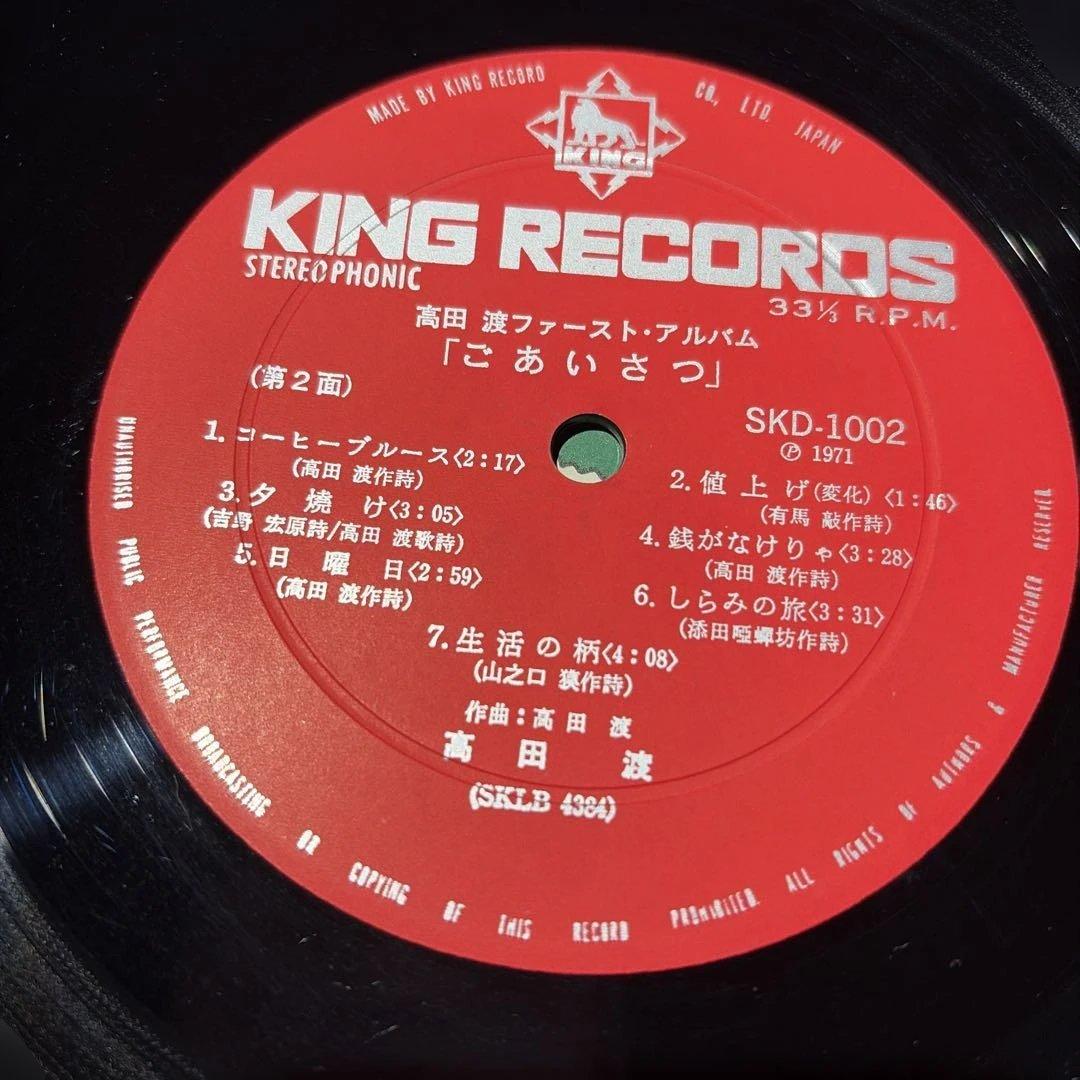 MADE BY KING RECORD CO., LTD. JAPAN
KING
KING RECORDS
STEREOPHONIC
33⅓ R.P.M.
高田 渡ファースト・アルバム
「ごあいさつ」
(第2面)
SKD-1002
Ⓟ 1971
1. コーヒーブルース〈2:17〉
(高田 渡作詩)
2. 値上げ(変化)〈1:46〉
(有馬 敲作詩)
3. 夕焼け〈3:05〉
(吉野 宏原詩/高田 渡歌詩)
4. 銭がなけりゃ〈3:28〉
(高田 渡作詩)
5. 日曜日〈2:59〉
(高田 渡作詩)
6. しらみの旅〈3:31〉
(添田啞蟬坊作詩)
7. 生活の柄〈4:08〉
(山之口 獏作詩)
作曲:高田 渡
高田 渡
(SKLB 4384)
UNAUTHORISED PUBLIC PERFORMANCE BROADCASTING OR COPYING OF THIS RECORD PROHIBITED. ALL RIGHTS OF AUTHORS & MANUFACTURER RESERVED